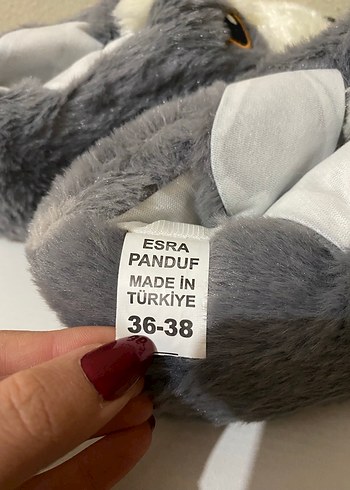 ESRA
PANDUF
MADE İN
TÜRKİYE
36-38